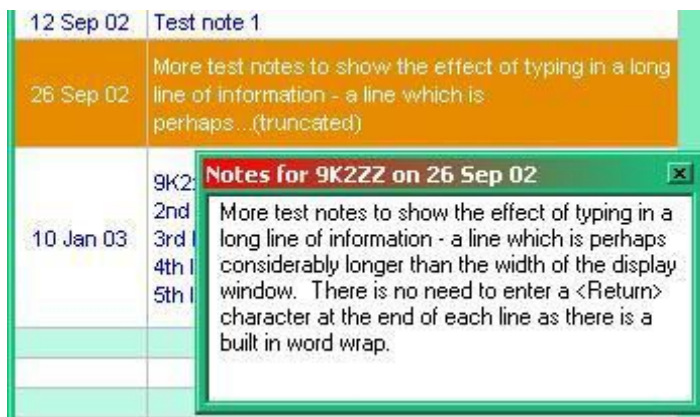 12 Sep 02 Test note 1
26 Sep 02 More test notes to show the effect of typing in a long
line of information - a line which is
perhaps...(truncated)
10 Jan 03
2nd
3rd
4th
5th
Notes for 9K2ZZ on 26 Sep 02
More test notes to show the effect of typing in a
long line of information - a line which is perhaps
considerably longer than the width of the display
window.  There is no need to enter a <Return>
character at the end of each line as there is a
built in word wrap.